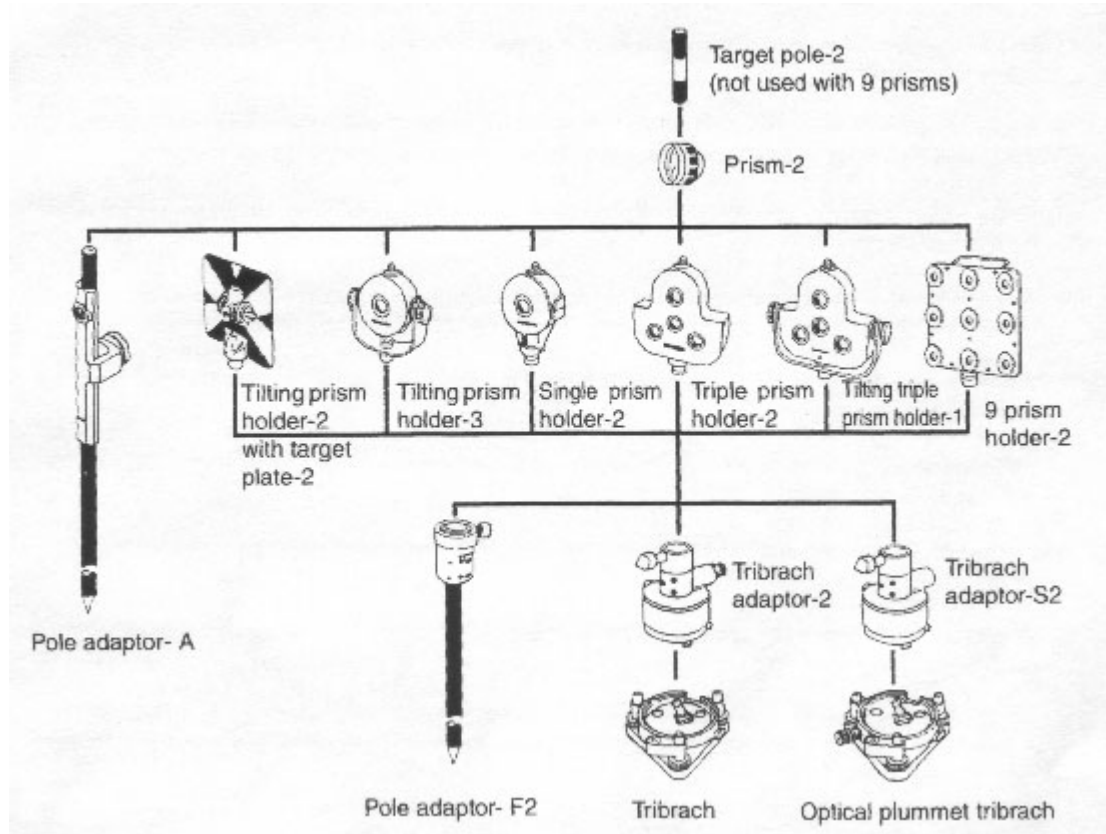 Target pole-2
(not used with 9 prisms)
Prism-2
Tilting prism
holder-2
with target
plate-2
Tilting prism
holder-3
Single prism
holder-2
Triple prism
holder-2
Tilting triple
prism holder-1
9 prism
holder-2
Pole adaptor- A
Tribrach
adaptor-2
Tribrach
adaptor-S2
Pole adaptor- F2
Tribrach
Optical plummet tribrach